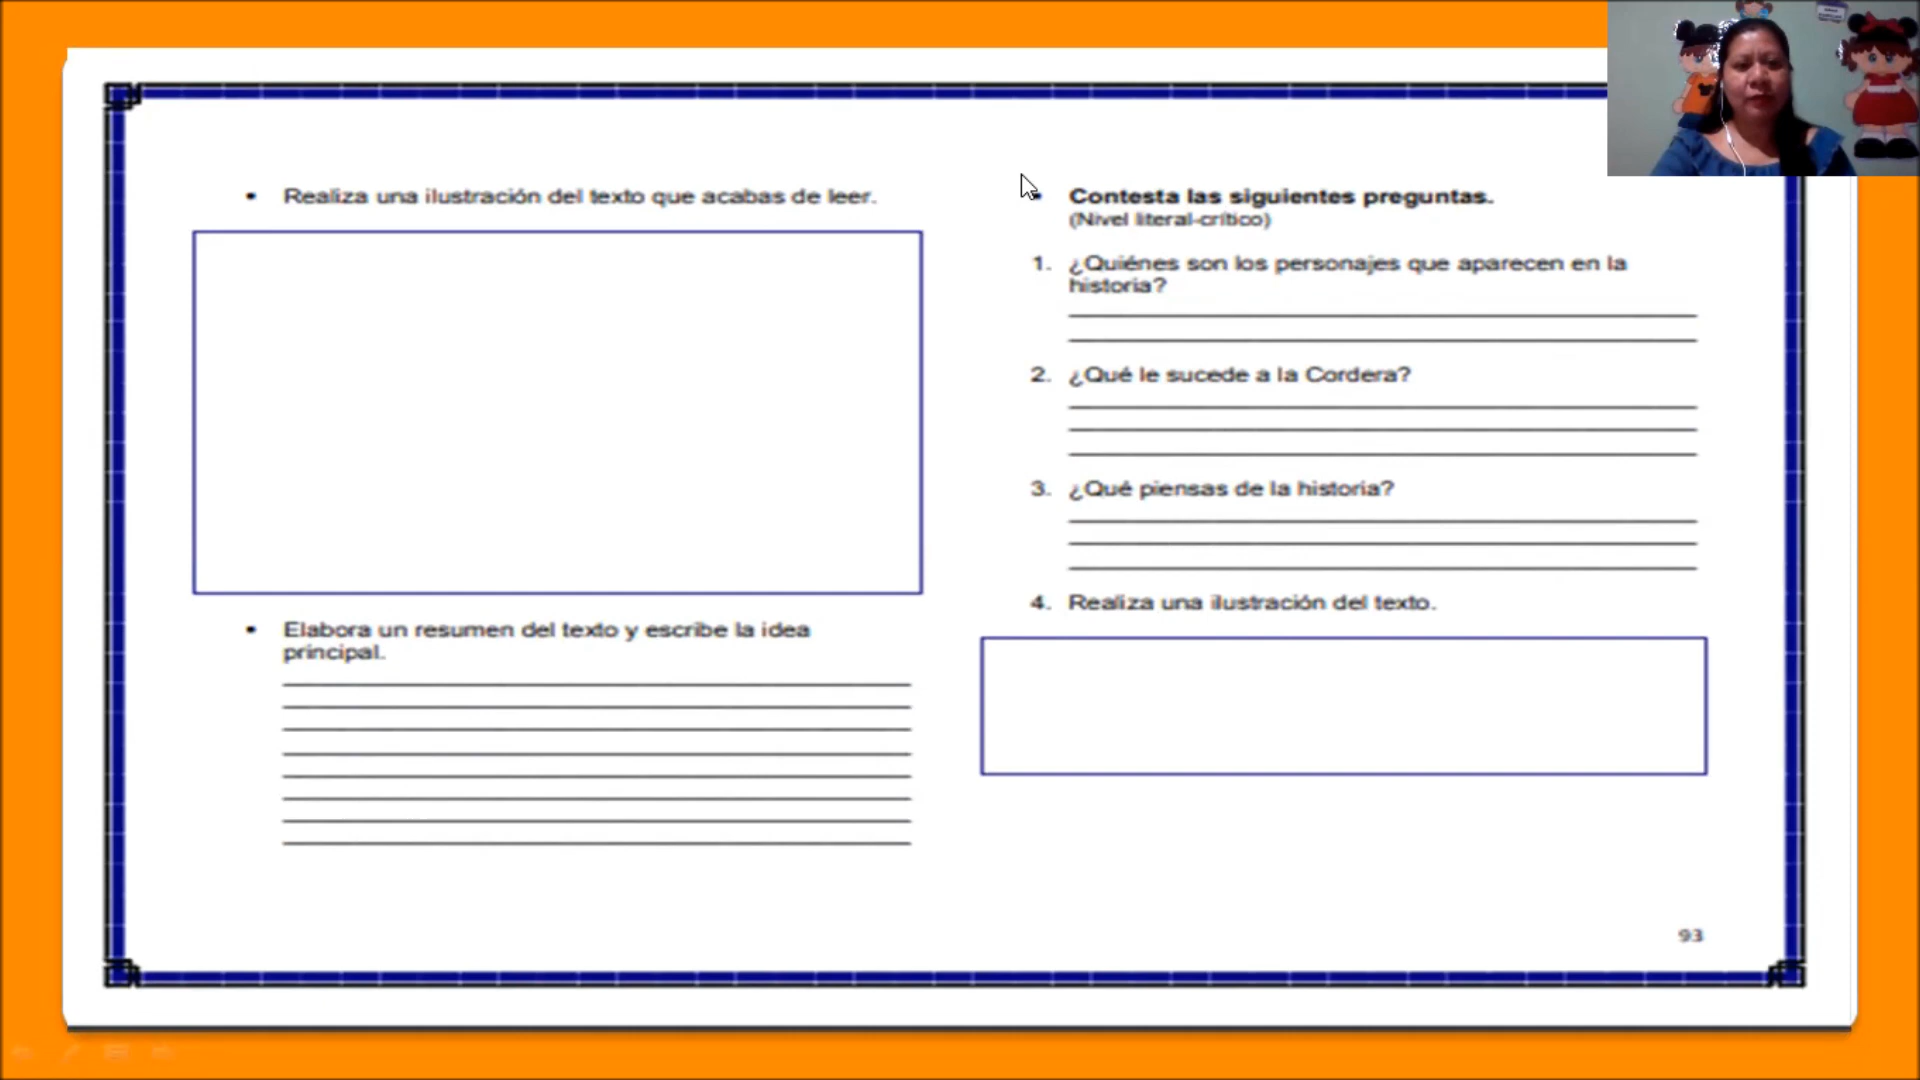 • Realiza una ilustración del texto que acabas de leer.
• Elabora un resumen del texto y escribe la idea
principal.
• Contesta las siguientes preguntas.
(Nivel literal-crítico)
1. ¿Quiénes son los personajes que aparecen en la
historia?
2. ¿Qué le sucede a la Cordera?
3. ¿Qué piensas de la historia?
4. Realiza una ilustración del texto.
93